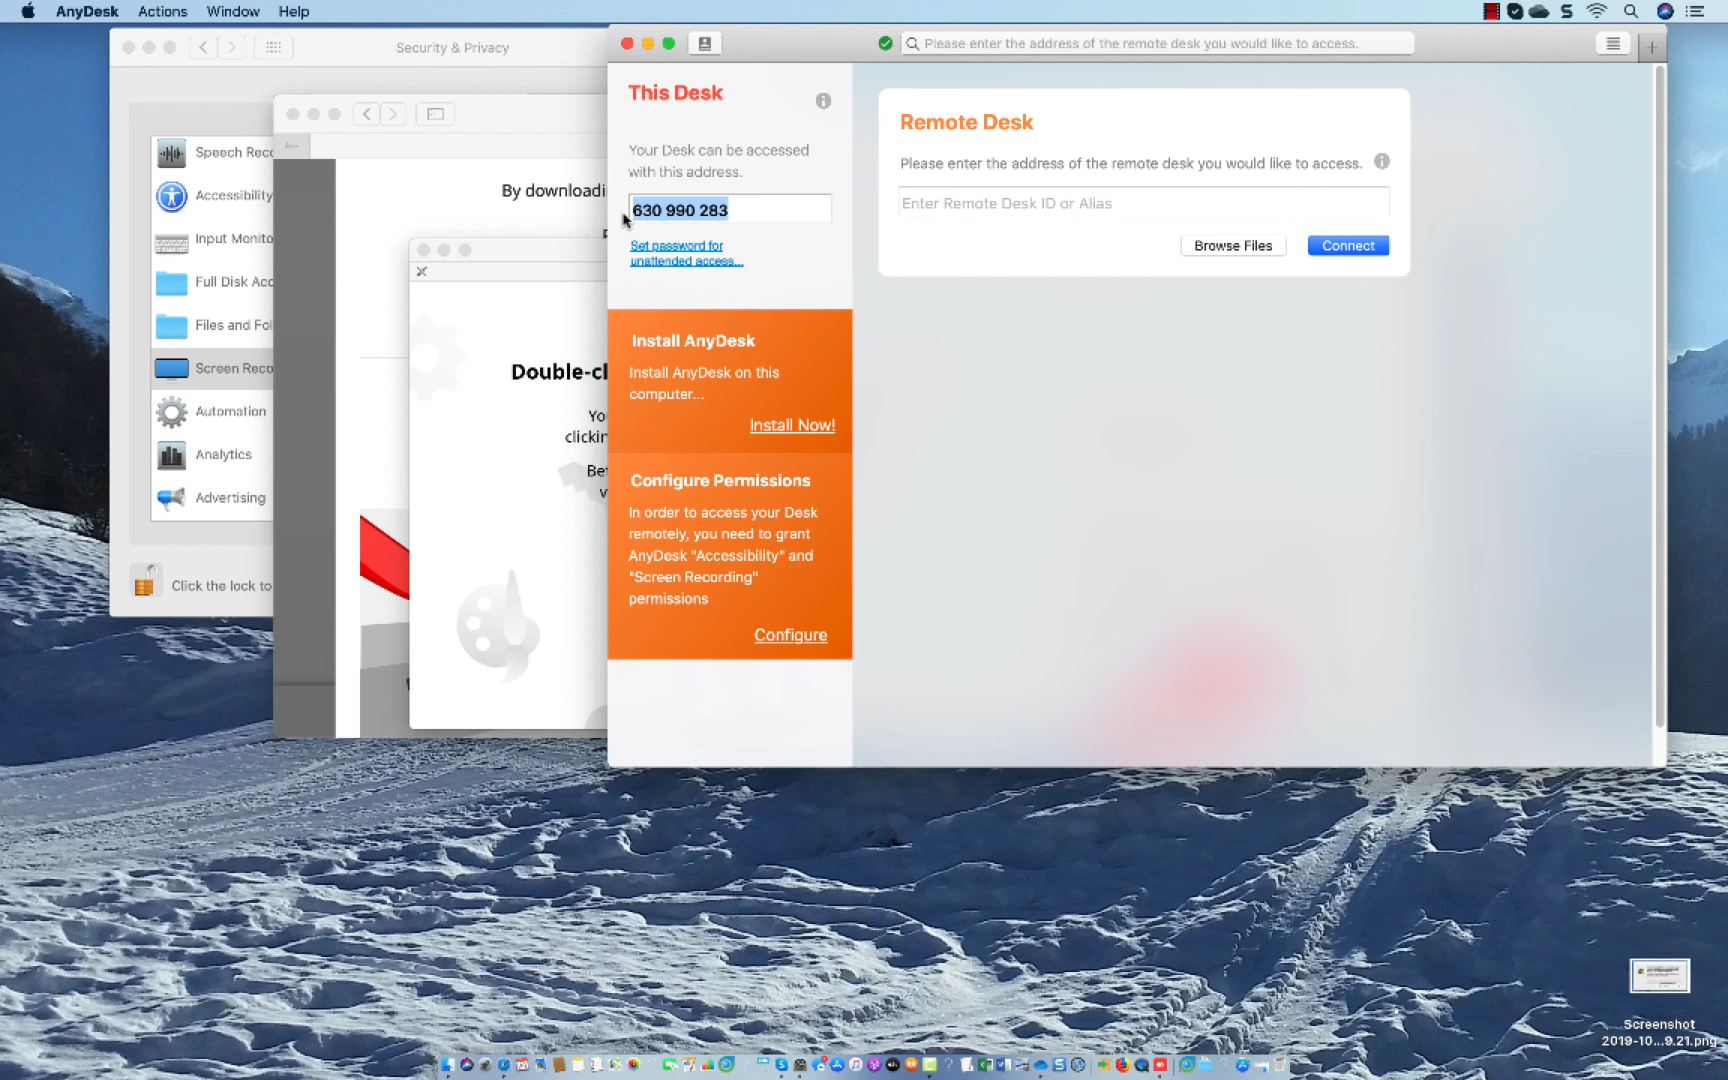 AnyDesk Actions Window Help
Security & Privacy
Please enter the address of the remote desk you would like to access.
Speech Reco
Accessibility
Input Monito
Full Disk Acc
Files and Fol
Screen Reco
Automation
Analytics
Advertising
Click the lock to
By downloadi
Double-cl
You
clickin
Bef
This Desk
Your Desk can be accessed
with this address.
630 990 283
Set password for
unattended access...
Install AnyDesk
Install AnyDesk on this
computer...
Install Now!
Configure Permissions
In order to access your Desk
remotely, you need to grant
AnyDesk "Accessibility" and
"Screen Recording"
permissions
Configure
Remote Desk
Please enter the address of the remote desk you would like to access.
Enter Remote Desk ID or Alias
Browse Files Connect
Screenshot
2019-10...9.21.png